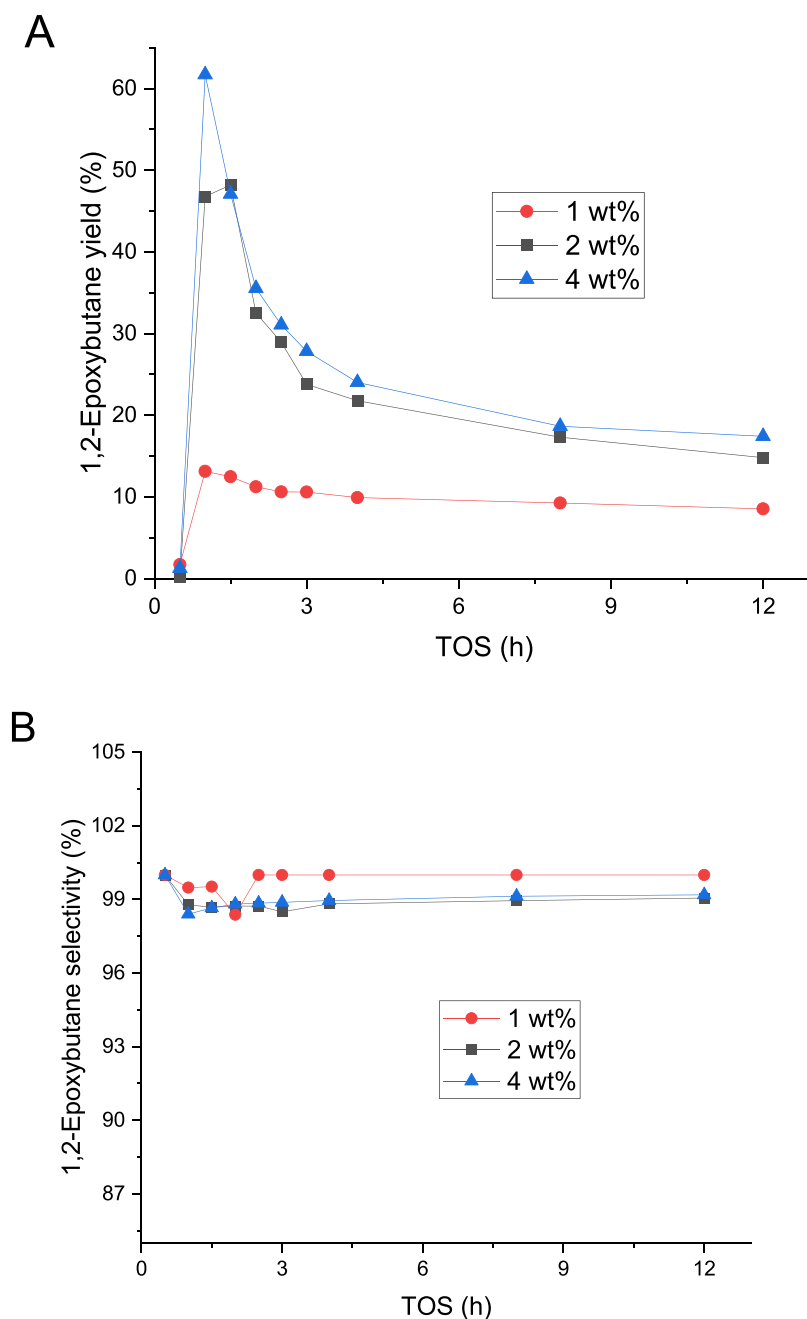 A
1,2-Epoxybutane yield (%)
60
50
40
30
20
10
0
1 wt%
2 wt%
4 wt%
0 3 6 9 12
TOS (h)
B
1,2-Epoxybutane selectivity (%)
105
102
99
96
93
90
87
1 wt%
2 wt%
4 wt%
0 3 6 9 12
TOS (h)